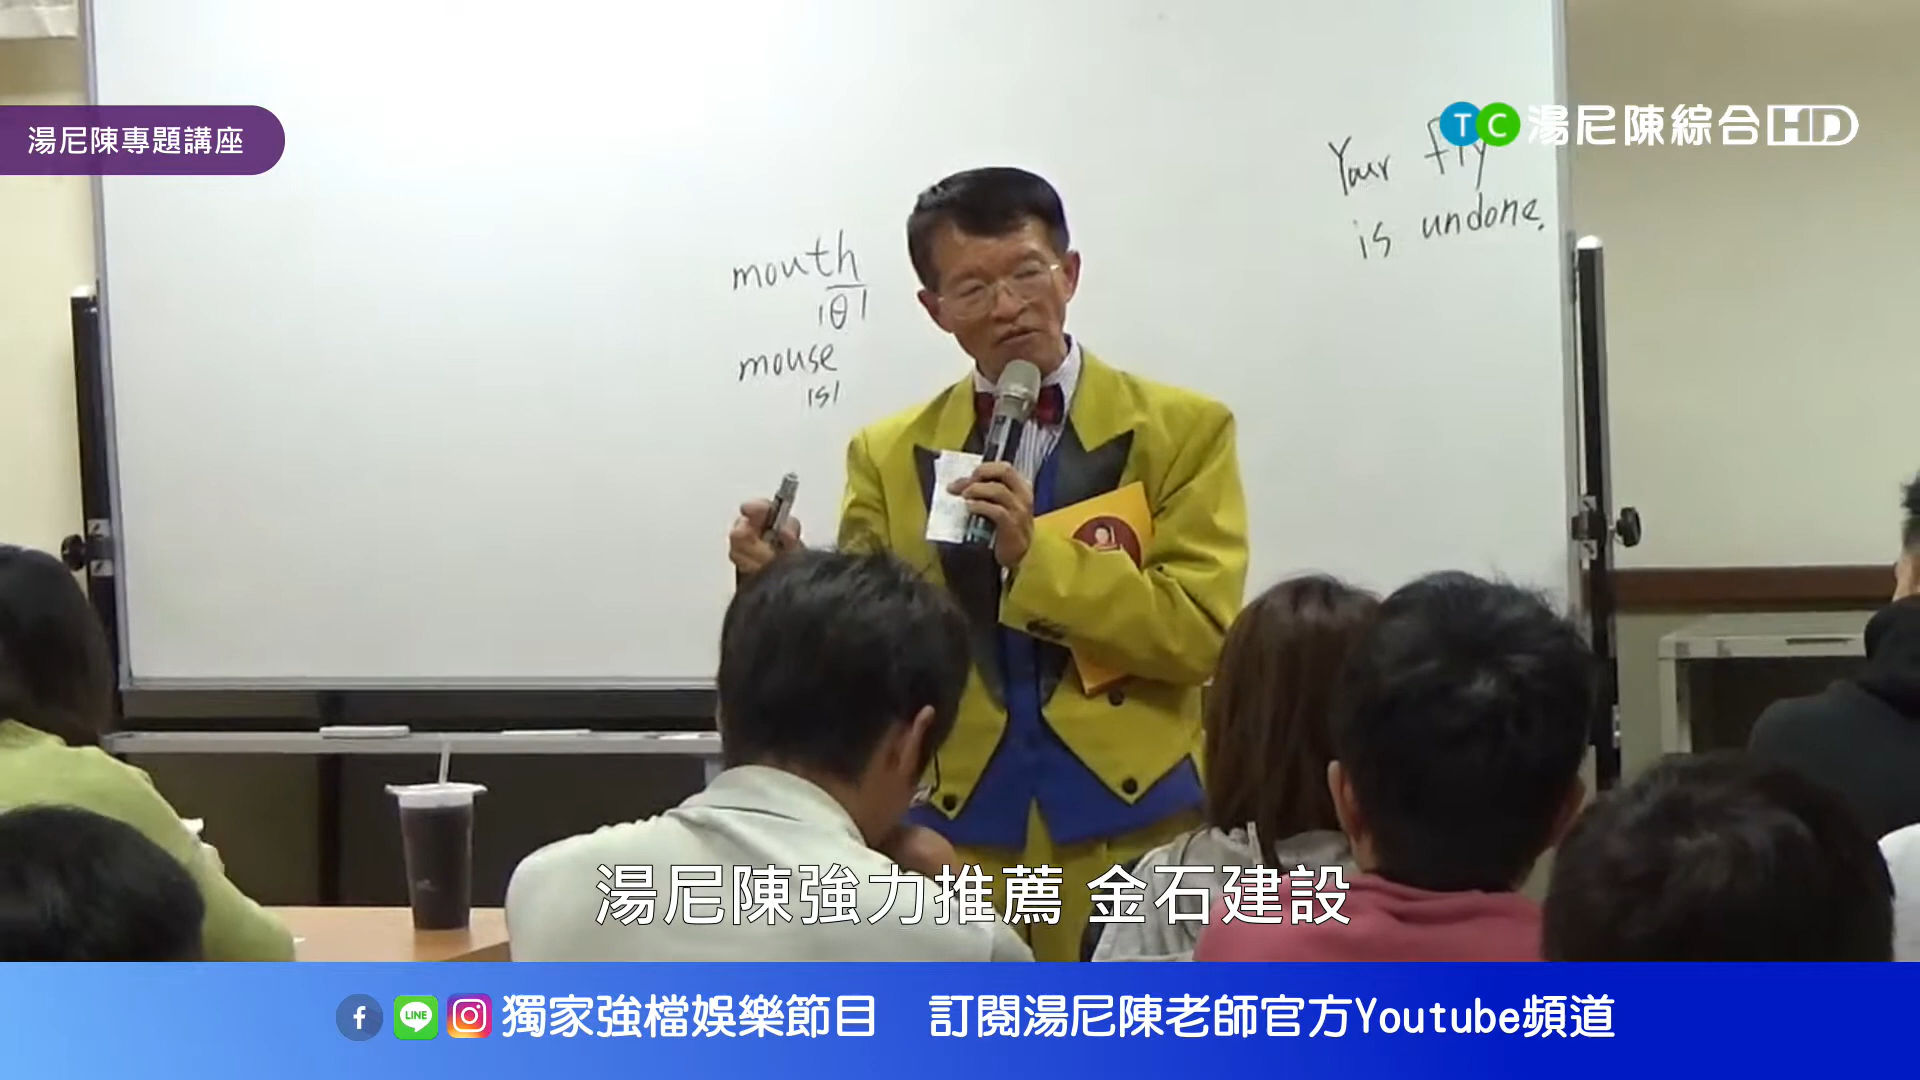 湯尼陳專題講座
TC 湯尼陳綜合HD
Your fly
is undone.
mouth
/θ/
mouse
/s/
湯尼陳強力推薦 金石建設
f LINE 獨家強檔娛樂節目 訂閱湯尼陳老師官方Youtube頻道